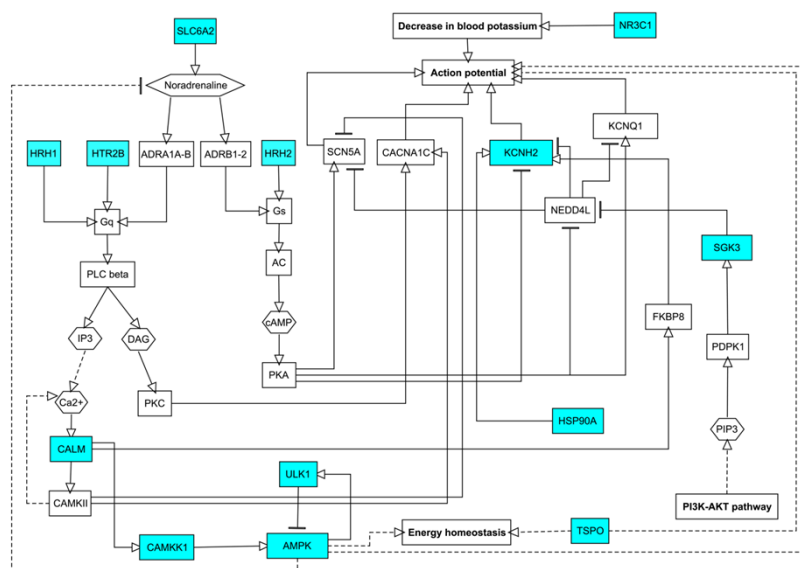 SLC6A2
Decrease in blood potassium
NR3C1
Noradrenaline
Action potential
HRH1
HTR2B
ADRA1A-B
ADRB1-2
HRH2
SCN5A
CACNA1C
KCNH2
KCNQ1
Gq
Gs
NEDD4L
PLC beta
AC
SGK3
IP3
DAG
cAMP
FKBP8
PDPK1
Ca2+
PKC
PKA
HSP90A
PIP3
CALM
ULK1
CAMKII
PI3K-AKT pathway
CAMKK1
AMPK
Energy homeostasis
TSPO